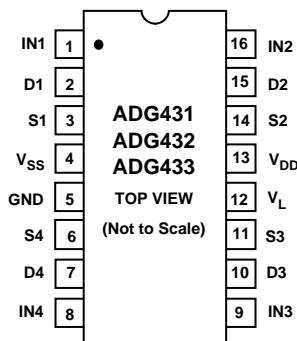 IN1 1 16 IN2
D1 2 15 D2
S1 3 14 S2
VSS 4 13 VDD
GND 5 12 VL
S4 6 11 S3
D4 7 10 D3
IN4 8 9 IN3
ADG431
ADG432
ADG433
TOP VIEW
(Not to Scale)